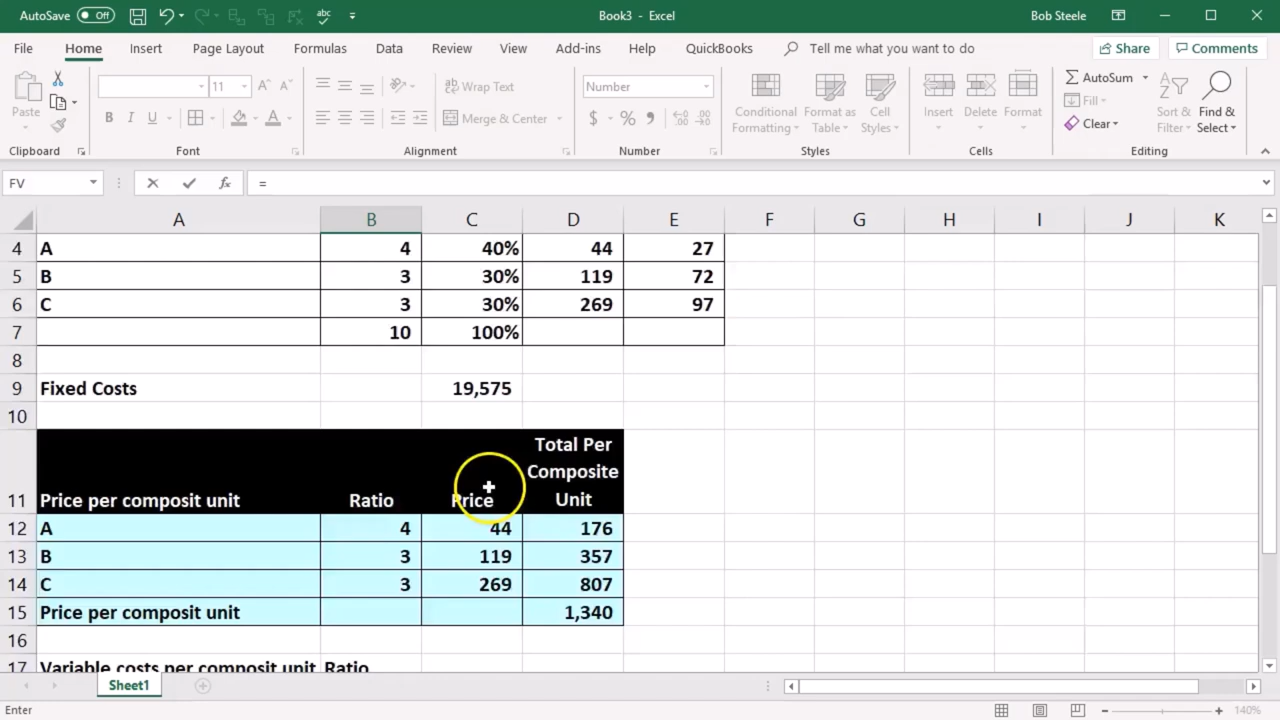 AutoSave Off Book3 - Excel Bob Steele
File Home Insert Page Layout Formulas Data Review View Add-ins Help QuickBooks Tell me what you want to do Share Comments
Paste 11 Wrap Text Number Conditional Formatting Format as Table Cell Styles Insert Delete Format AutoSum Sort & Filter Find & Select
B I U Merge & Center $ % Fill
Clear
Clipboard Font Alignment Number Styles Cells Editing
FV fx =
A B C D E F G H I J K
4 A 4 40% 44 27
5 B 3 30% 119 72
6 C 3 30% 269 97
7 10 100%
8
9 Fixed Costs 19,575
10
11 Price per composit unit Ratio Price Total Per Composite Unit
12 A 4 44 176
13 B 3 119 357
14 C 3 269 807
15 Price per composit unit 1,340
16
17 Variable costs per composit unit Ratio
Sheet1
Enter 140%